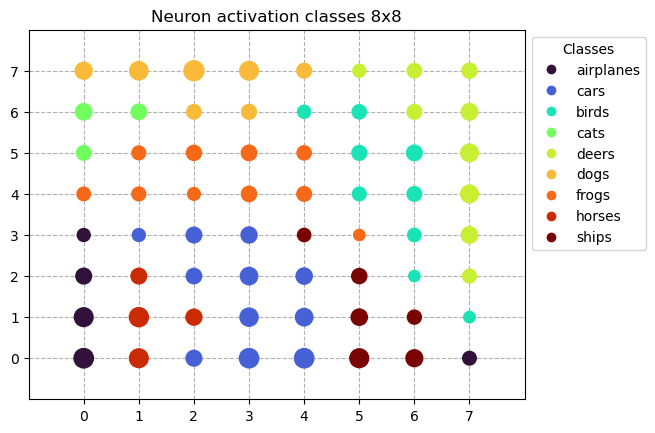 Neuron activation classes 8x8
7
6
5
4
3
2
1
0
0 1 2 3 4 5 6 7
Classes
airplanes
cars
birds
cats
deers
dogs
frogs
horses
ships